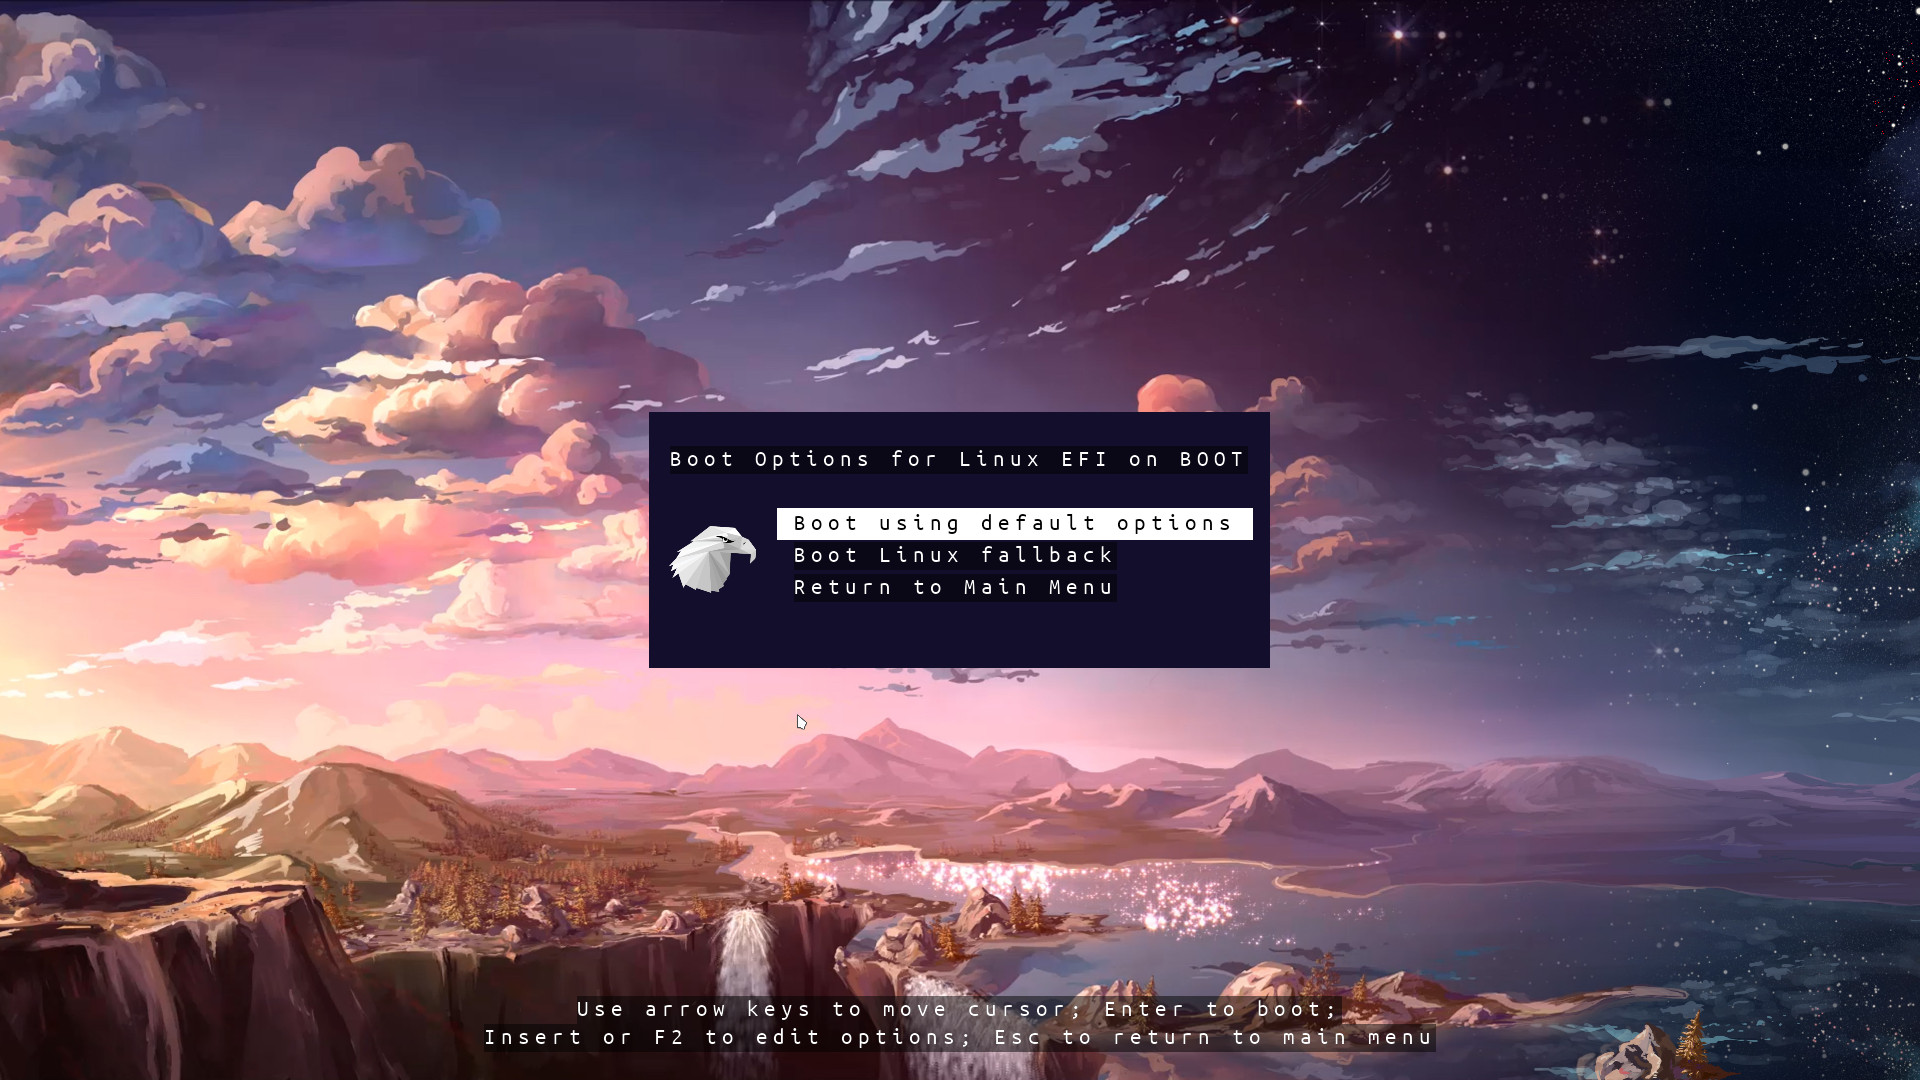 Boot Options for Linux EFI on BOOT
Boot using default options
Boot Linux fallback
Return to Main Menu
Use arrow keys to move cursor; Enter to boot;
Insert or F2 to edit options; Esc to return to main menu